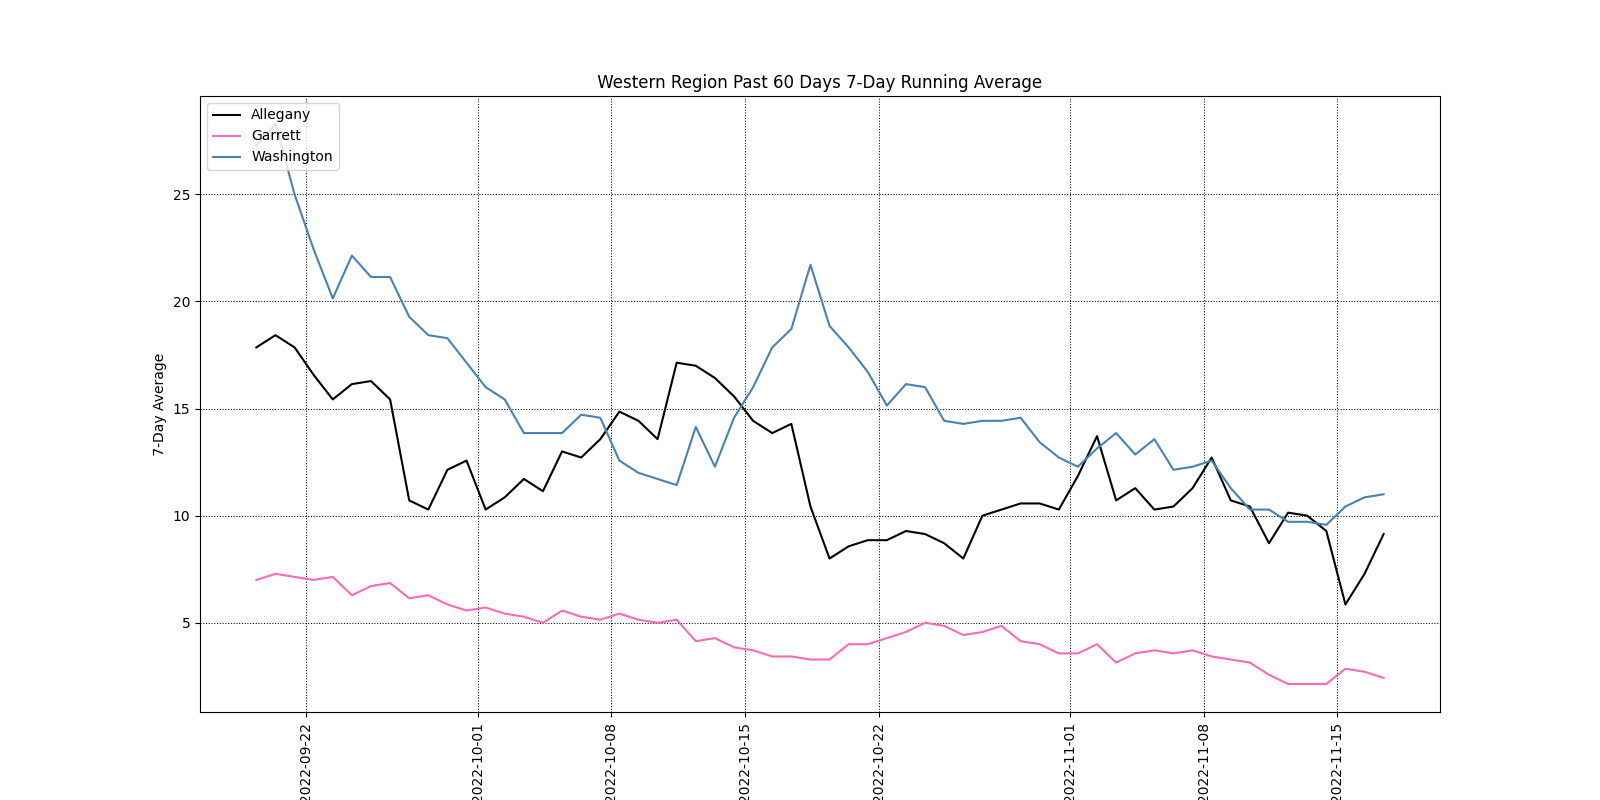 Western Region Past 60 Days 7-Day Running Average
Allegany
Garrett
Washington
7-Day Average
25
20
15
10
5
2022-09-22
2022-10-01
2022-10-08
2022-10-15
2022-10-22
2022-11-01
2022-11-08
2022-11-15